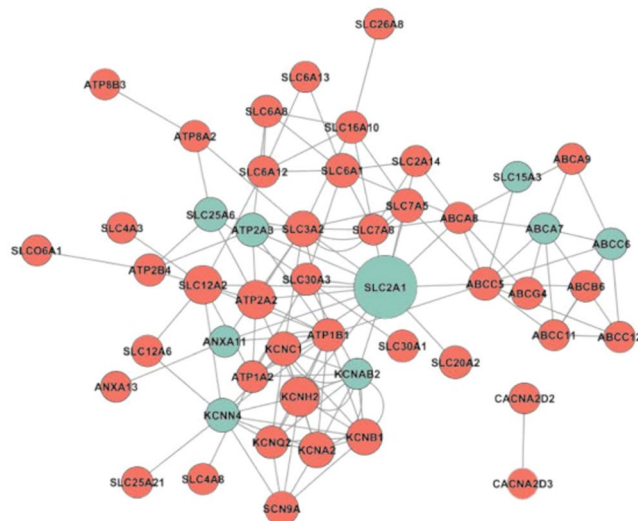 SLC26A8
SLC6A13
ATP8B3
SLC6A8
SLC16A10
ATP8A2
ABCA9
SLC2A14
SLC6A12
SLC6A1
SLC15A3
SLC7A5
SLC25A6
ABCA8
SLC4A3
ATP2A3
SLC3A2
SLC7A8
ABCA7
ABCC6
SLCO6A1
ATP2B4
SLC30A3
SLC12A2
SLC2A1
ABCC5
ABCB6
ABCG4
ATP2A2
ATP1B1
ABCC11
ABCC12
ANXA11
KCNC1
SLC12A6
SLC30A1
SLC20A2
ATP1A2
KCNAB2
ANXA13
KCNH2
CACNA2D2
KCNN4
KCNB1
KCNQ2
KCNA2
SLC25A21
SLC4A8
CACNA2D3
SCN9A